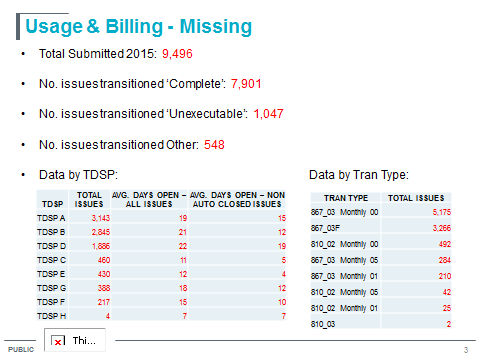 Usage & Billing - Missing
• Total Submitted 2015: 9,496
• No. issues transitioned 'Complete': 7,901
• No. issues transitioned 'Unexecutable': 1,047
• No. issues transitioned Other: 548
• Data by TDSP:
TDSP TOTAL ISSUES AVG. DAYS OPEN – ALL ISSUES AVG. DAYS OPEN – NON AUTO CLOSED ISSUES
TDSP A 3,143 19 15
TDSP B 2,845 21 12
TDSP D 1,886 22 19
TDSP C 460 11 5
TDSP E 430 12 4
TDSP G 388 18 12
TDSP F 217 15 10
TDSP H 4 7 7
Data by Tran Type:
TRAN TYPE TOTAL ISSUES
867_03 Monthly 00 5,175
867_03F 3,266
810_02 Monthly 00 492
867_03 Monthly 05 284
867_03 Monthly 01 210
810_02 Monthly 05 42
810_02 Monthly 01 25
810_03 2
PUBLIC
Thi...
3